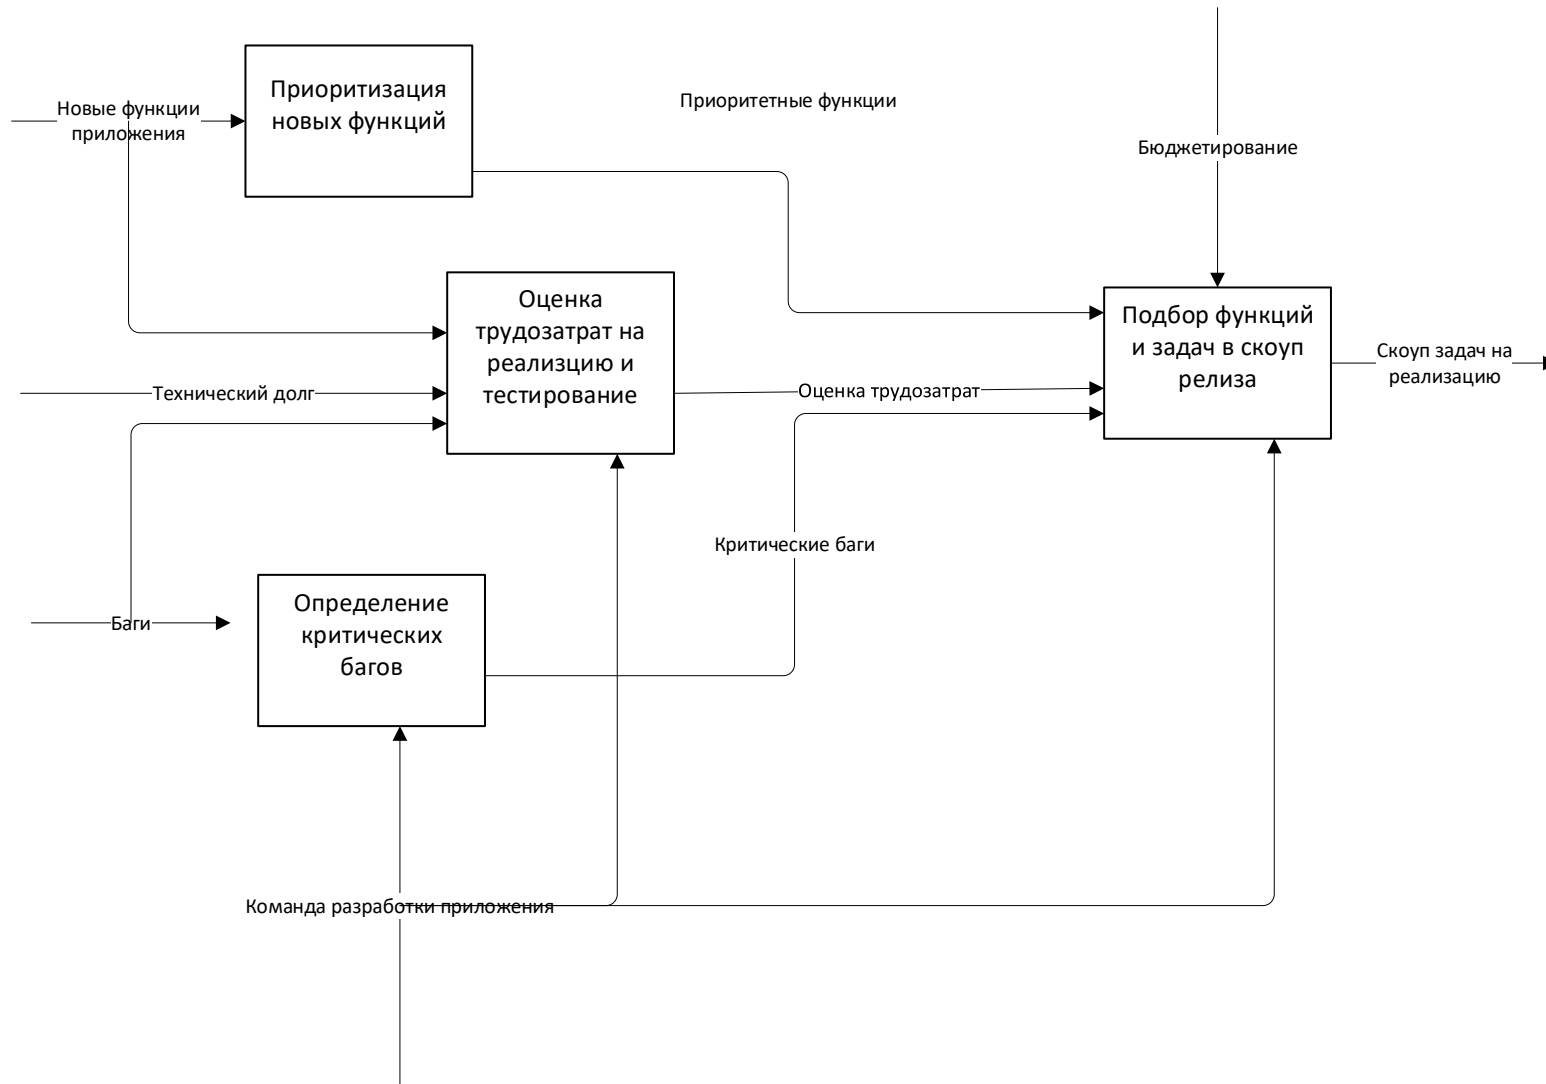 Приоритизация
новых функций
Новые функции
приложения
Приоритетные функции
Бюджетирование
Оценка
трудозатрат на
реализцию и
тестирование
Подбор функций
и задач в скоуп
релиза
Скоуп задач на
реализацию
Технический долг
Оценка трудозатрат
Критические баги
Определение
критических
багов
Баги
Команда разработки приложения